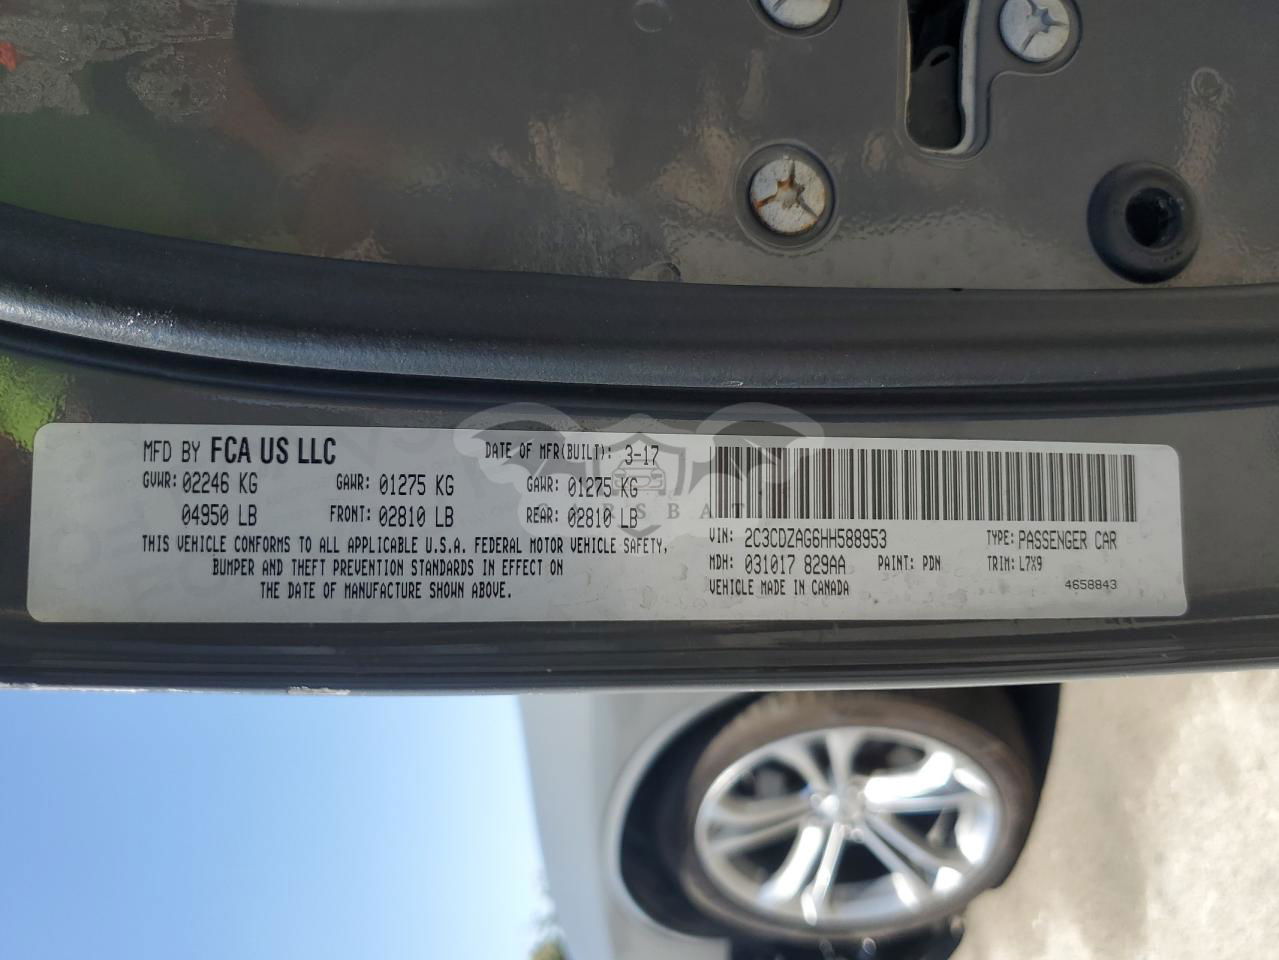 MFD BY FCA US LLC DATE OF MFR(BUILT): 3-17
GVWR: 02246 KG GAWR: 01275 KG GAWR: 01275 KG
04950 LB FRONT: 02810 LB REAR: 02810 LB
THIS VEHICLE CONFORMS TO ALL APPLICABLE U.S.A. FEDERAL MOTOR VEHICLE SAFETY,
BUMPER AND THEFT PREVENTION STANDARDS IN EFFECT ON
THE DATE OF MANUFACTURE SHOWN ABOVE.
VIN: 2C3CDZAG6HH588953 TYPE: PASSENGER CAR
MDH: 031017 829AA PAINT: PDN TRIM: L7X9
VEHICLE MADE IN CANADA 4658843
CARSBAT